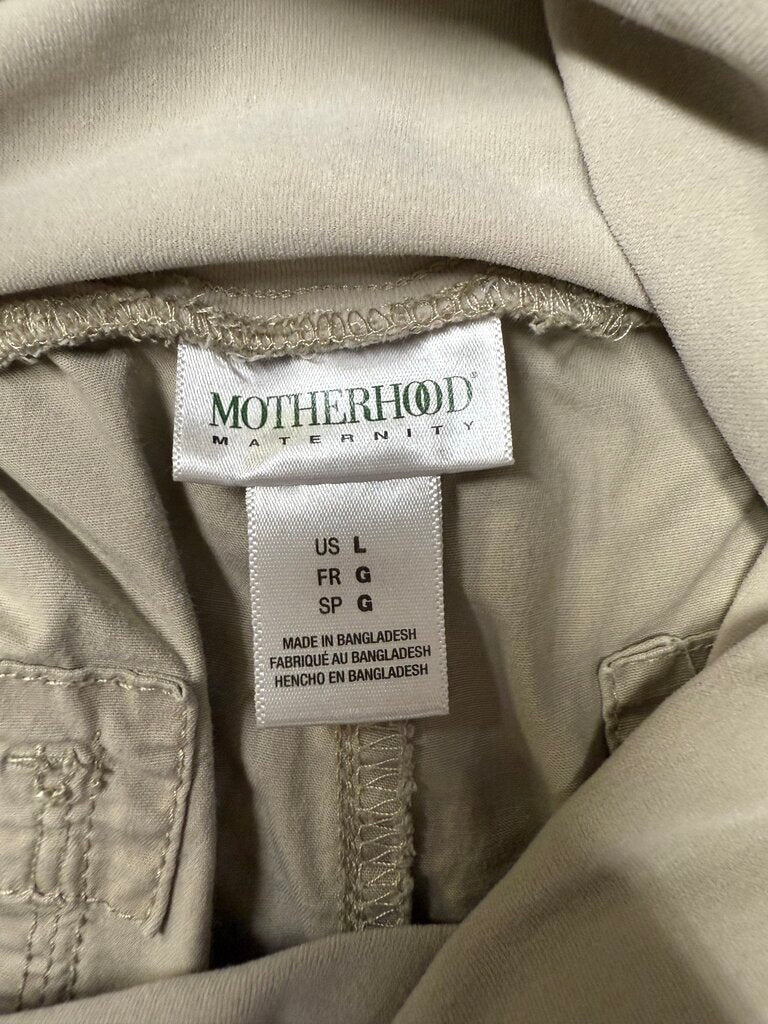 MOTHERHOOD®
MATERNITY
US L
FR G
SP G
MADE IN BANGLADESH
FABRIQUÉ AU BANGLADESH
HENCHO EN BANGLADESH